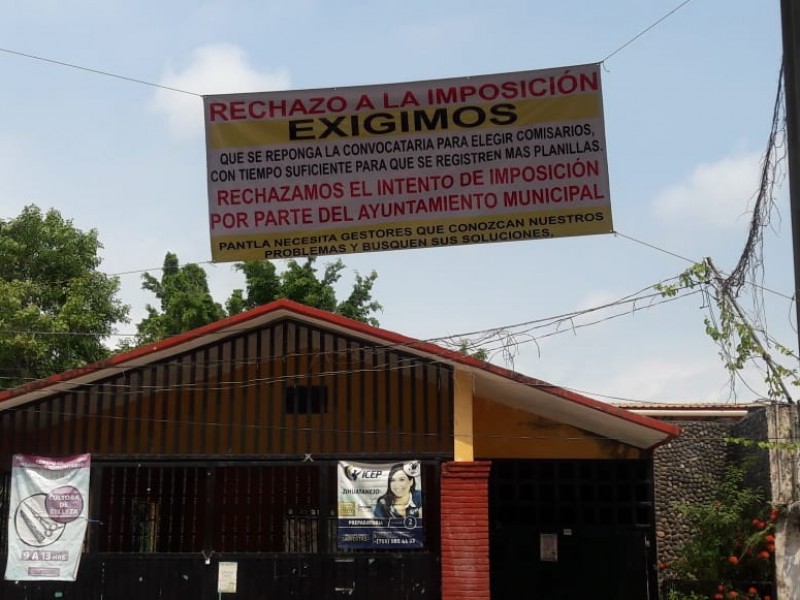 RECHAZO A LA IMPOSICIÓN
EXIGIMOS
QUE SE REPONGA LA CONVOCATARIA PARA ELEGIR COMISARIOS,
CON TIEMPO SUFICIENTE PARA QUE SE REGISTREN MAS PLANILLAS.
RECHAZAMOS EL INTENTO DE IMPOSICIÓN
POR PARTE DEL AYUNTAMIENTO MUNICIPAL
PANTLA NECESITA GESTORES QUE CONOZCAN NUESTROS
PROBLEMAS Y BUSQUEN SUS SOLUCIONES.
CULTORA
DE BELLEZA
9 A 13
HRS
ICEP
ZIHUATANEJO
PREPARATORIA
2